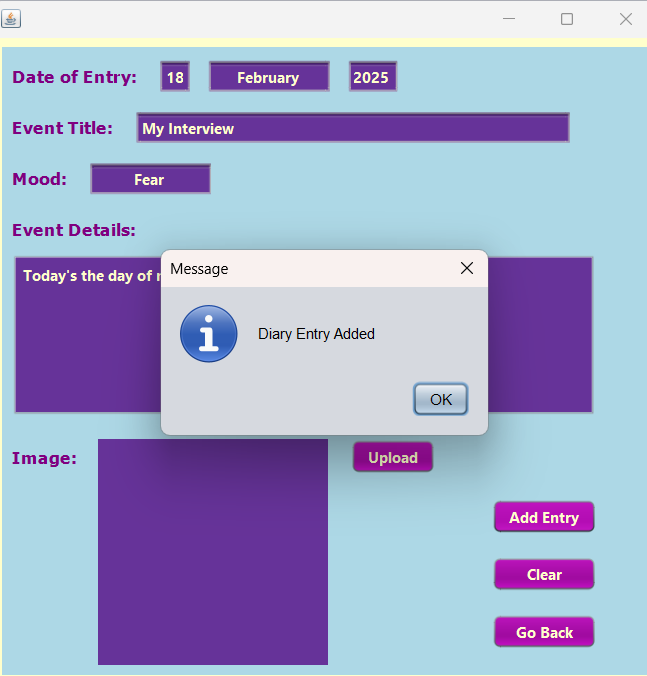 Date of Entry: 18 February 2025
Event Title: My Interview
Mood: Fear
Event Details:
Today's the day of
Message
Diary Entry Added
OK
Image:
Upload
Add Entry
Clear
Go Back